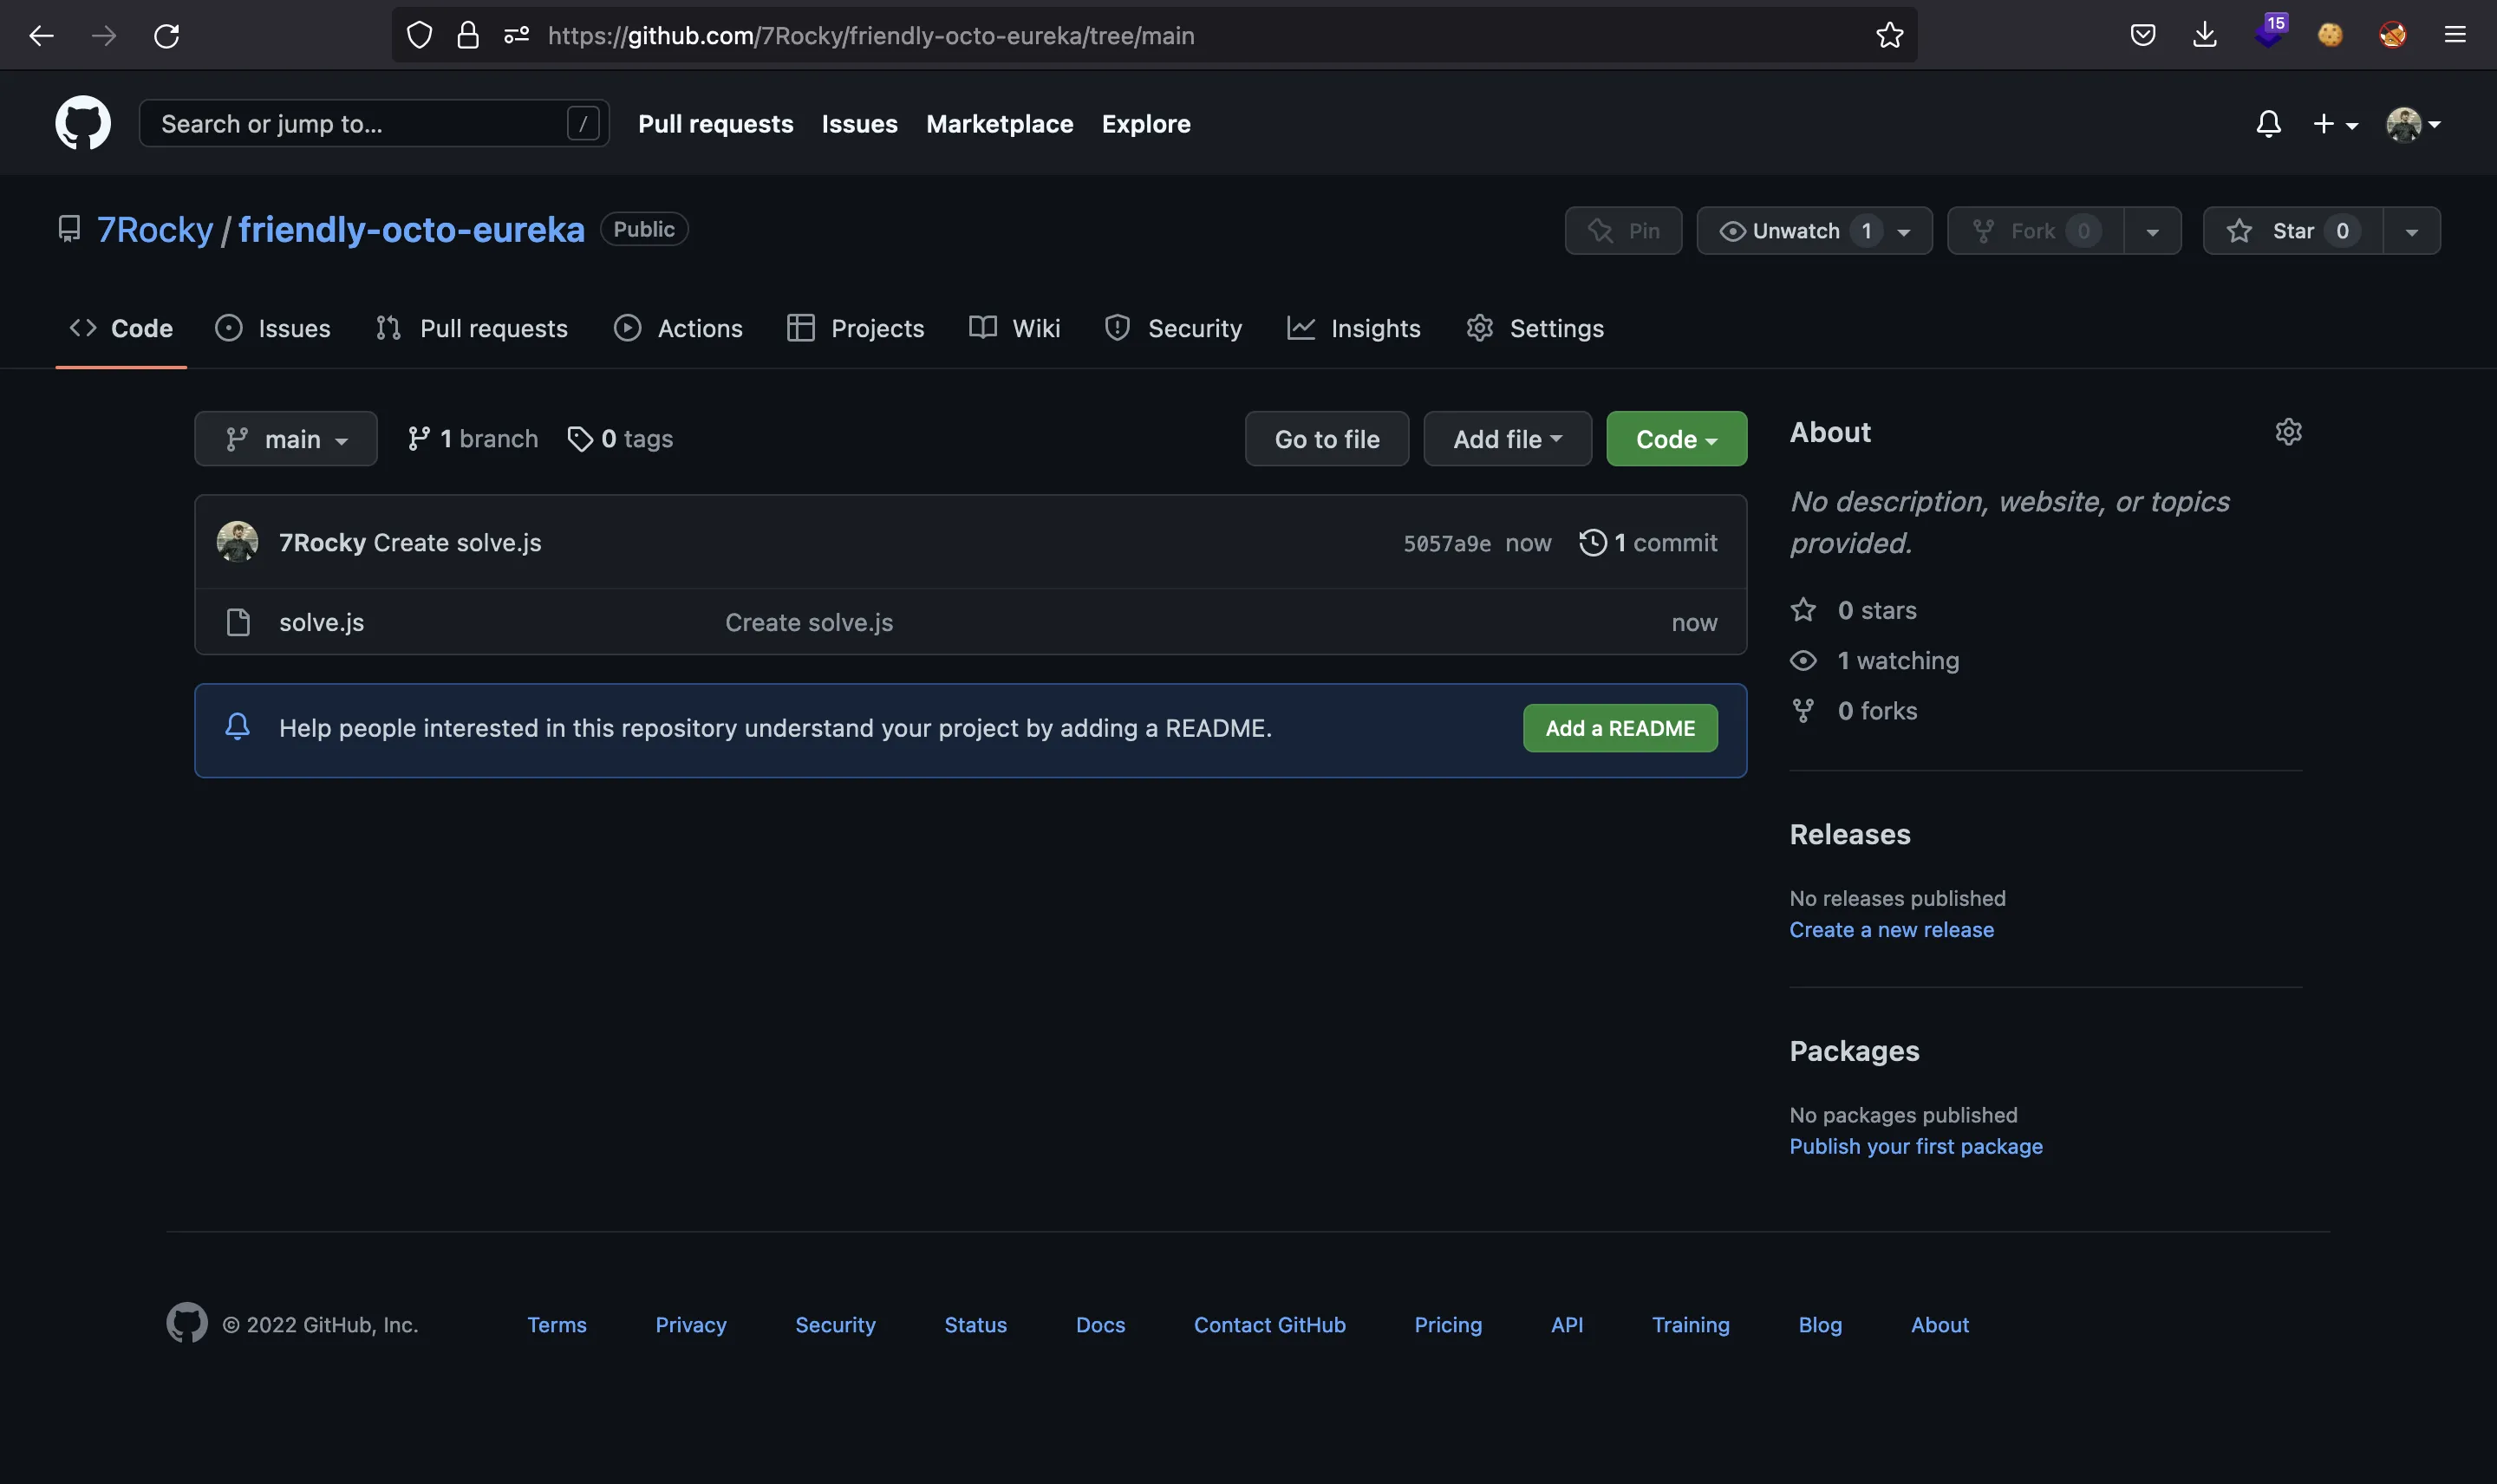 https://github.com/7Rocky/friendly-octo-eureka/tree/main
15
Search or jump to...
/
Pull requests
Issues
Marketplace
Explore
7Rocky / friendly-octo-eureka
Public
Pin
Unwatch 1
Fork 0
Star 0
Code
Issues
Pull requests
Actions
Projects
Wiki
Security
Insights
Settings
main
1 branch
0 tags
Go to file
Add file
Code
7Rocky Create solve.js
5057a9e now
1 commit
solve.js
Create solve.js
now
Help people interested in this repository understand your project by adding a README.
Add a README
About
No description, website, or topics
provided.
0 stars
1 watching
0 forks
Releases
No releases published
Create a new release
Packages
No packages published
Publish your first package
© 2022 GitHub, Inc.
Terms
Privacy
Security
Status
Docs
Contact GitHub
Pricing
API
Training
Blog
About